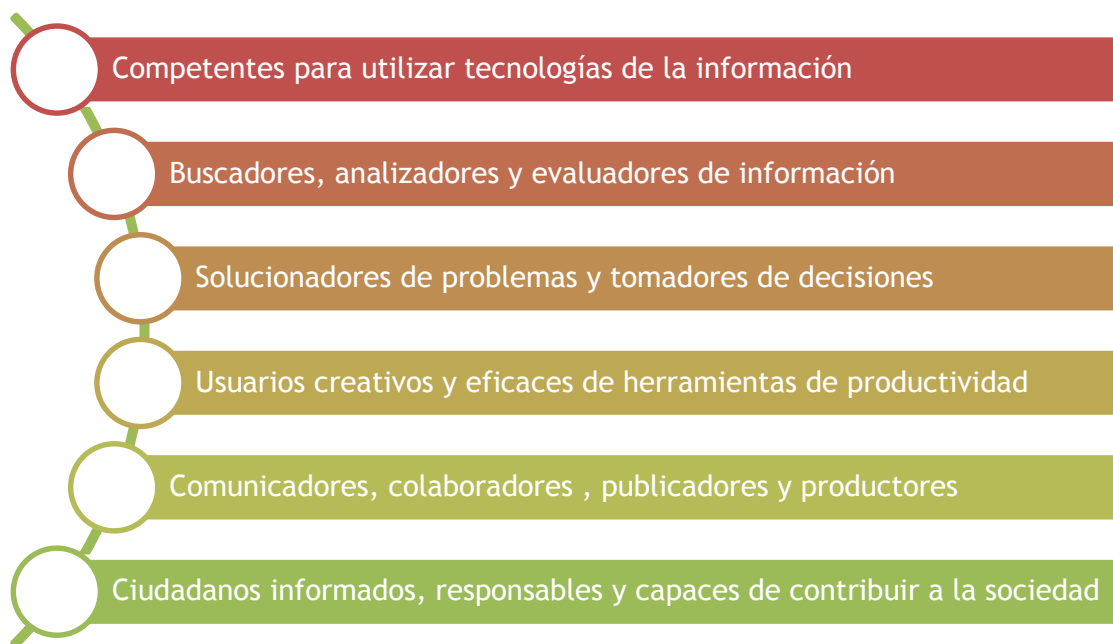 Competentes para utilizar tecnologías de la información
Buscadores, analizadores y evaluadores de información
Solucionadores de problemas y tomadores de decisiones
Usuarios creativos y eficaces de herramientas de productividad
Comunicadores, colaboradores , publicadores y productores
Ciudadanos informados, responsables y capaces de contribuir a la sociedad